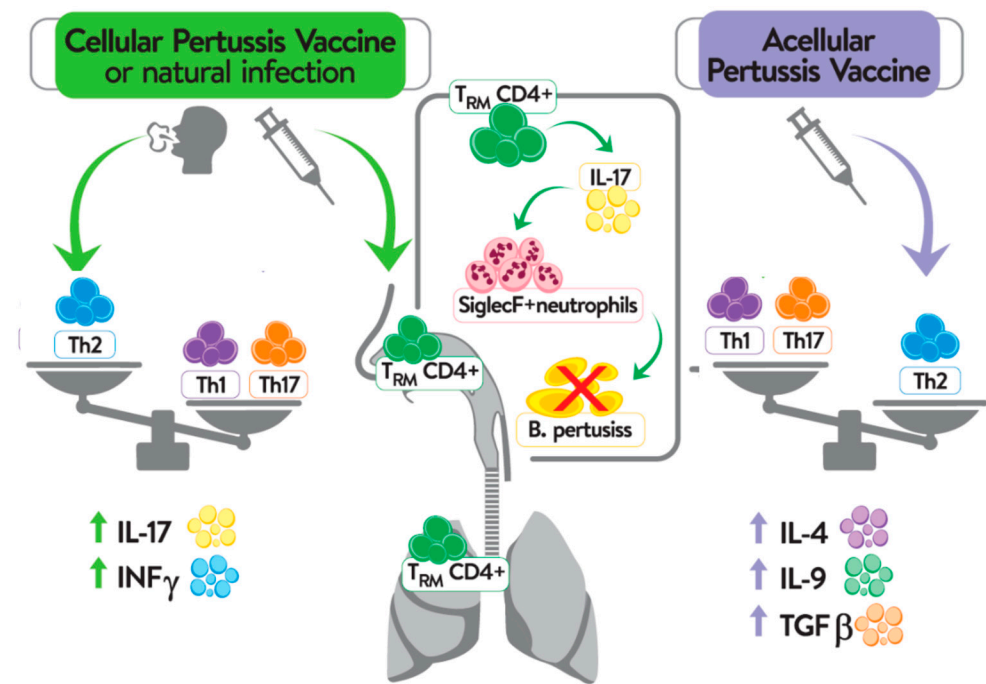 Cellular Pertussis Vaccine
or natural infection
Acellular
Pertussis Vaccine
TRM CD4+
IL-17
SiglecF+neutrophils
B. pertusiss
Th2
Th1
Th17
TRM CD4+
TRM CD4+
Th1
Th17
Th2
IL-17
INFγ
IL-4
IL-9
TGF β